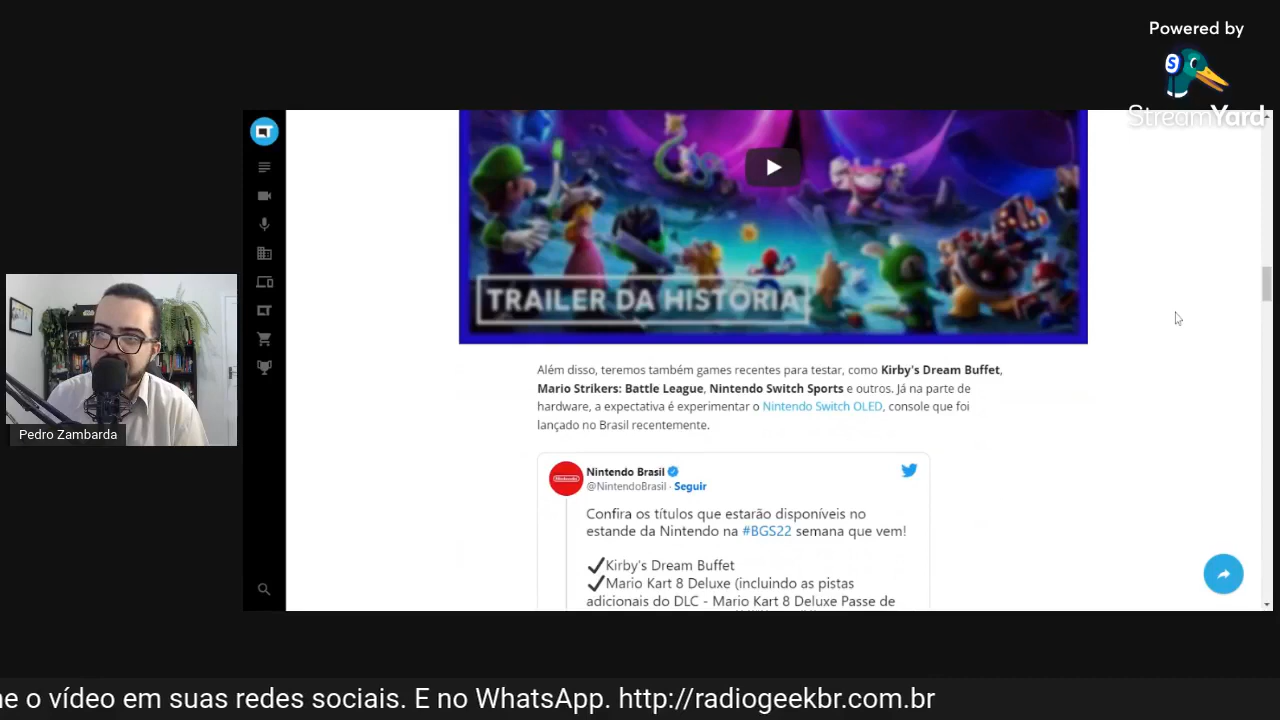 Powered by
StreamYard
TRAILER DA HISTÓRIA
Além disso, teremos também games recentes para testar, como Kirby's Dream Buffet,
Mario Strikers: Battle League, Nintendo Switch Sports e outros. Já na parte de
hardware, a expectativa é experimentar o Nintendo Switch OLED, console que foi
lançado no Brasil recentemente.
Nintendo Brasil
@NintendoBrasil · Seguir
Confira os títulos que estarão disponíveis no
estande da Nintendo na #BGS22 semana que vem!
✔Kirby's Dream Buffet
✔Mario Kart 8 Deluxe (incluindo as pistas
adicionais do DLC - Mario Kart 8 Deluxe Passe de
Pedro Zambarda
o vídeo em suas redes sociais. E no WhatsApp. http://radiogeekbr.com.br